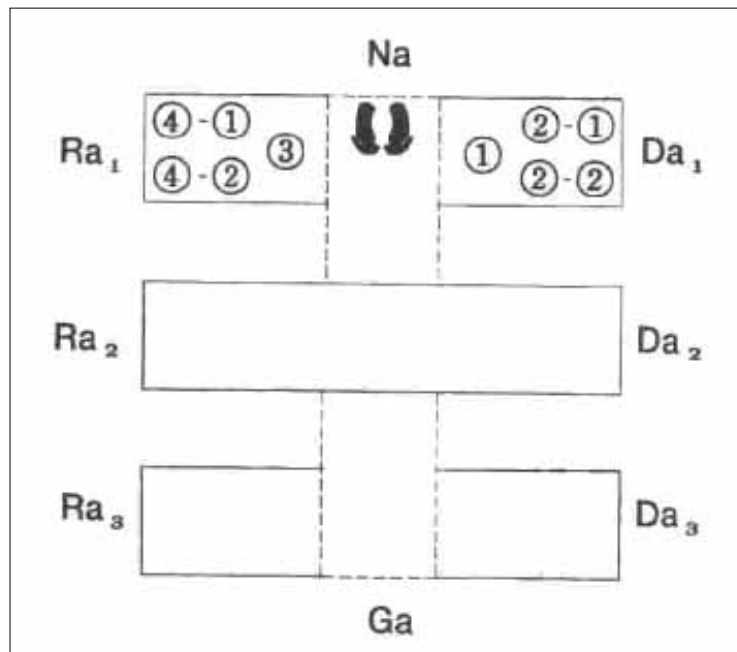 Na
④-① ③ ① ②-①
Ra₁ ④-② ②-② Da₁
Ra₂ Da₂
Ra₃ Da₃
Ga